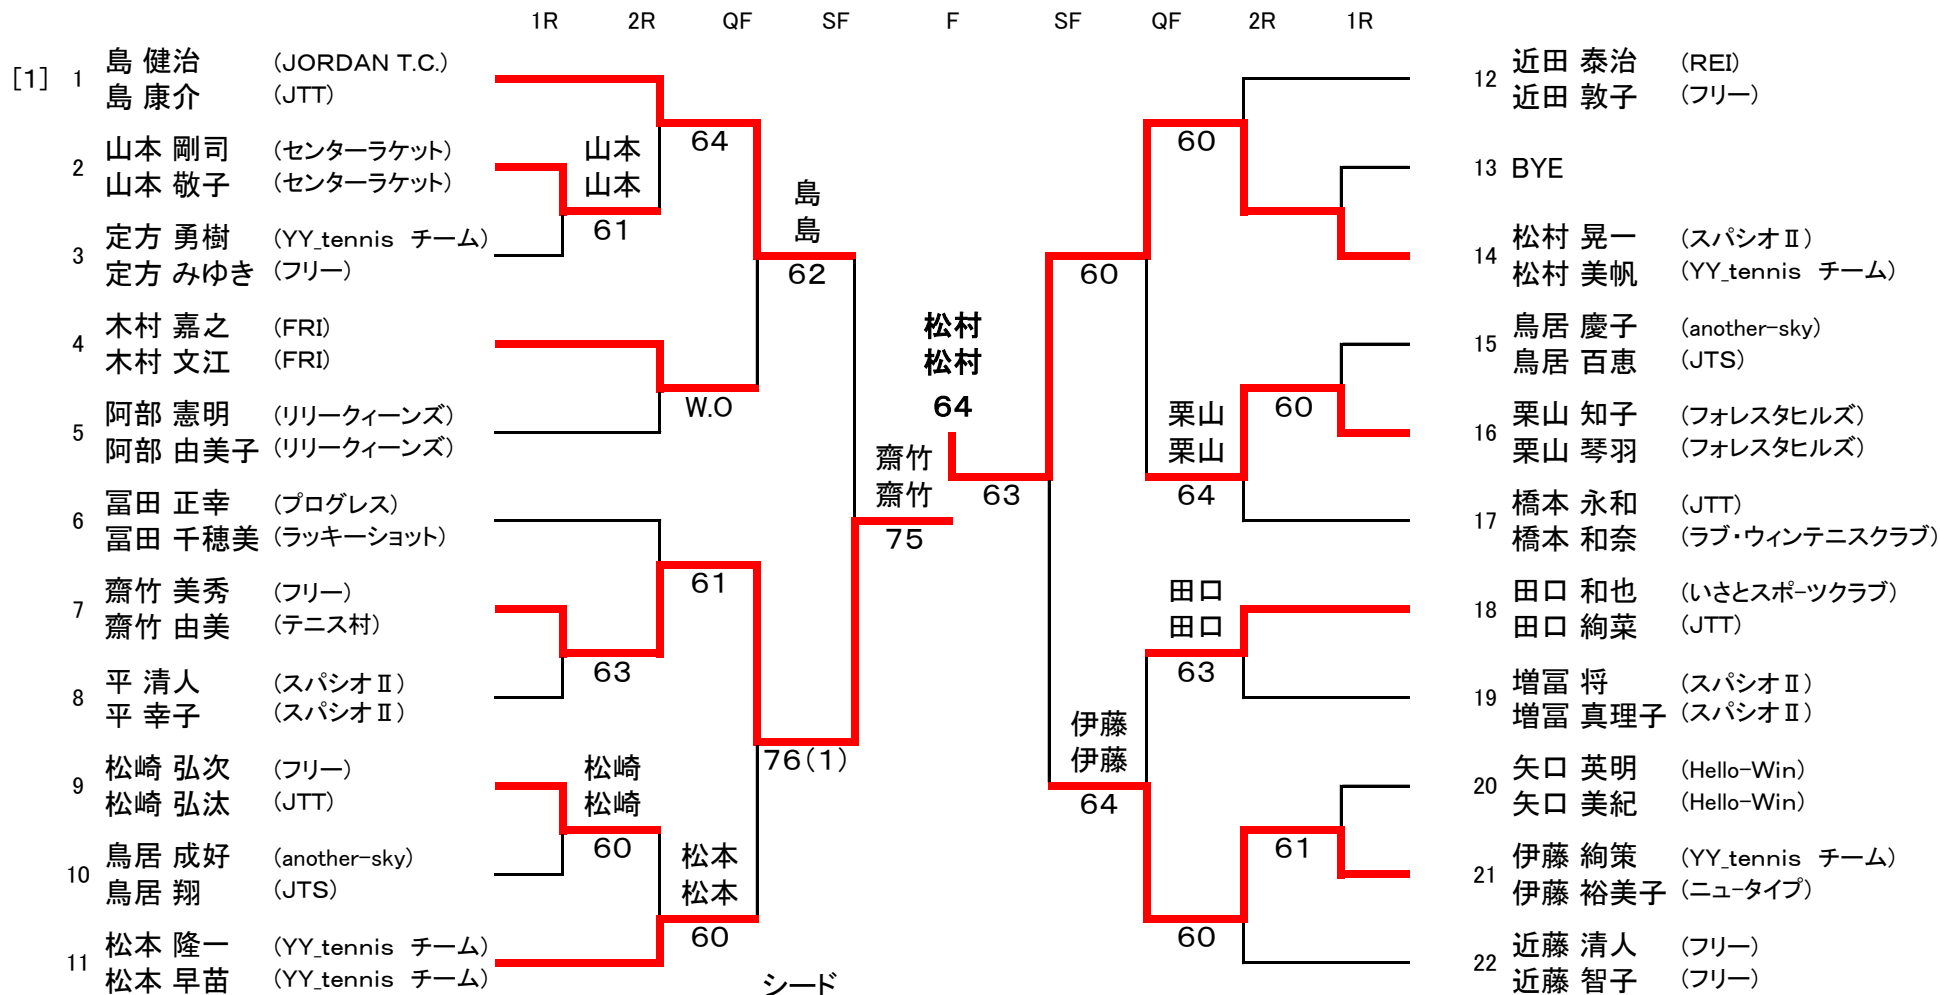 1R 2R QF SF F SF QF 2R 1R
[1] 1 島 健治 (JORDAN T.C.)
島 康介 (JTT)
2 山本 剛司 (センターラケット)
山本 敬子 (センターラケット)
3 定方 勇樹 (YY_tennis チーム)
定方 みゆき (フリー)
4 木村 嘉之 (FRI)
木村 文江 (FRI)
5 阿部 憲明 (リリークィーンズ)
阿部 由美子 (リリークィーンズ)
6 冨田 正幸 (プログレス)
冨田 千穂美 (ラッキーショット)
7 齋竹 美秀 (フリー)
齋竹 由美 (テニス村)
8 平 清人 (スパシオⅡ)
平 幸子 (スパシオⅡ)
9 松崎 弘次 (フリー)
松崎 弘汰 (JTT)
10 鳥居 成好 (another-sky)
鳥居 翔 (JTS)
11 松本 隆一 (YY_tennis チーム)
松本 早苗 (YY_tennis チーム)
山本
山本
61
63
松崎
松崎
60
64
W.O
61
松本
松本
60
島
島
62
76(1)
齋竹
齋竹
75
松村
松村
64
63
60
伊藤
伊藤
64
60
栗山
栗山
64
田口
田口
63
60
60
61
12 近田 泰治 (REI)
近田 敦子 (フリー)
13 BYE
14 松村 晃一 (スパシオⅡ)
松村 美帆 (YY_tennis チーム)
15 鳥居 慶子 (another-sky)
鳥居 百恵 (JTS)
16 栗山 知子 (フォレスタヒルズ)
栗山 琴羽 (フォレスタヒルズ)
17 橋本 永和 (JTT)
橋本 和奈 (ラブ・ウィンテニスクラブ)
18 田口 和也 (いさとスポーツクラブ)
田口 絢菜 (JTT)
19 増冨 将 (スパシオⅡ)
増冨 真理子 (スパシオⅡ)
20 矢口 英明 (Hello-Win)
矢口 美紀 (Hello-Win)
21 伊藤 絢策 (YY_tennis チーム)
伊藤 裕美子 (ニュータイプ)
22 近藤 清人 (フリー)
近藤 智子 (フリー)
シード